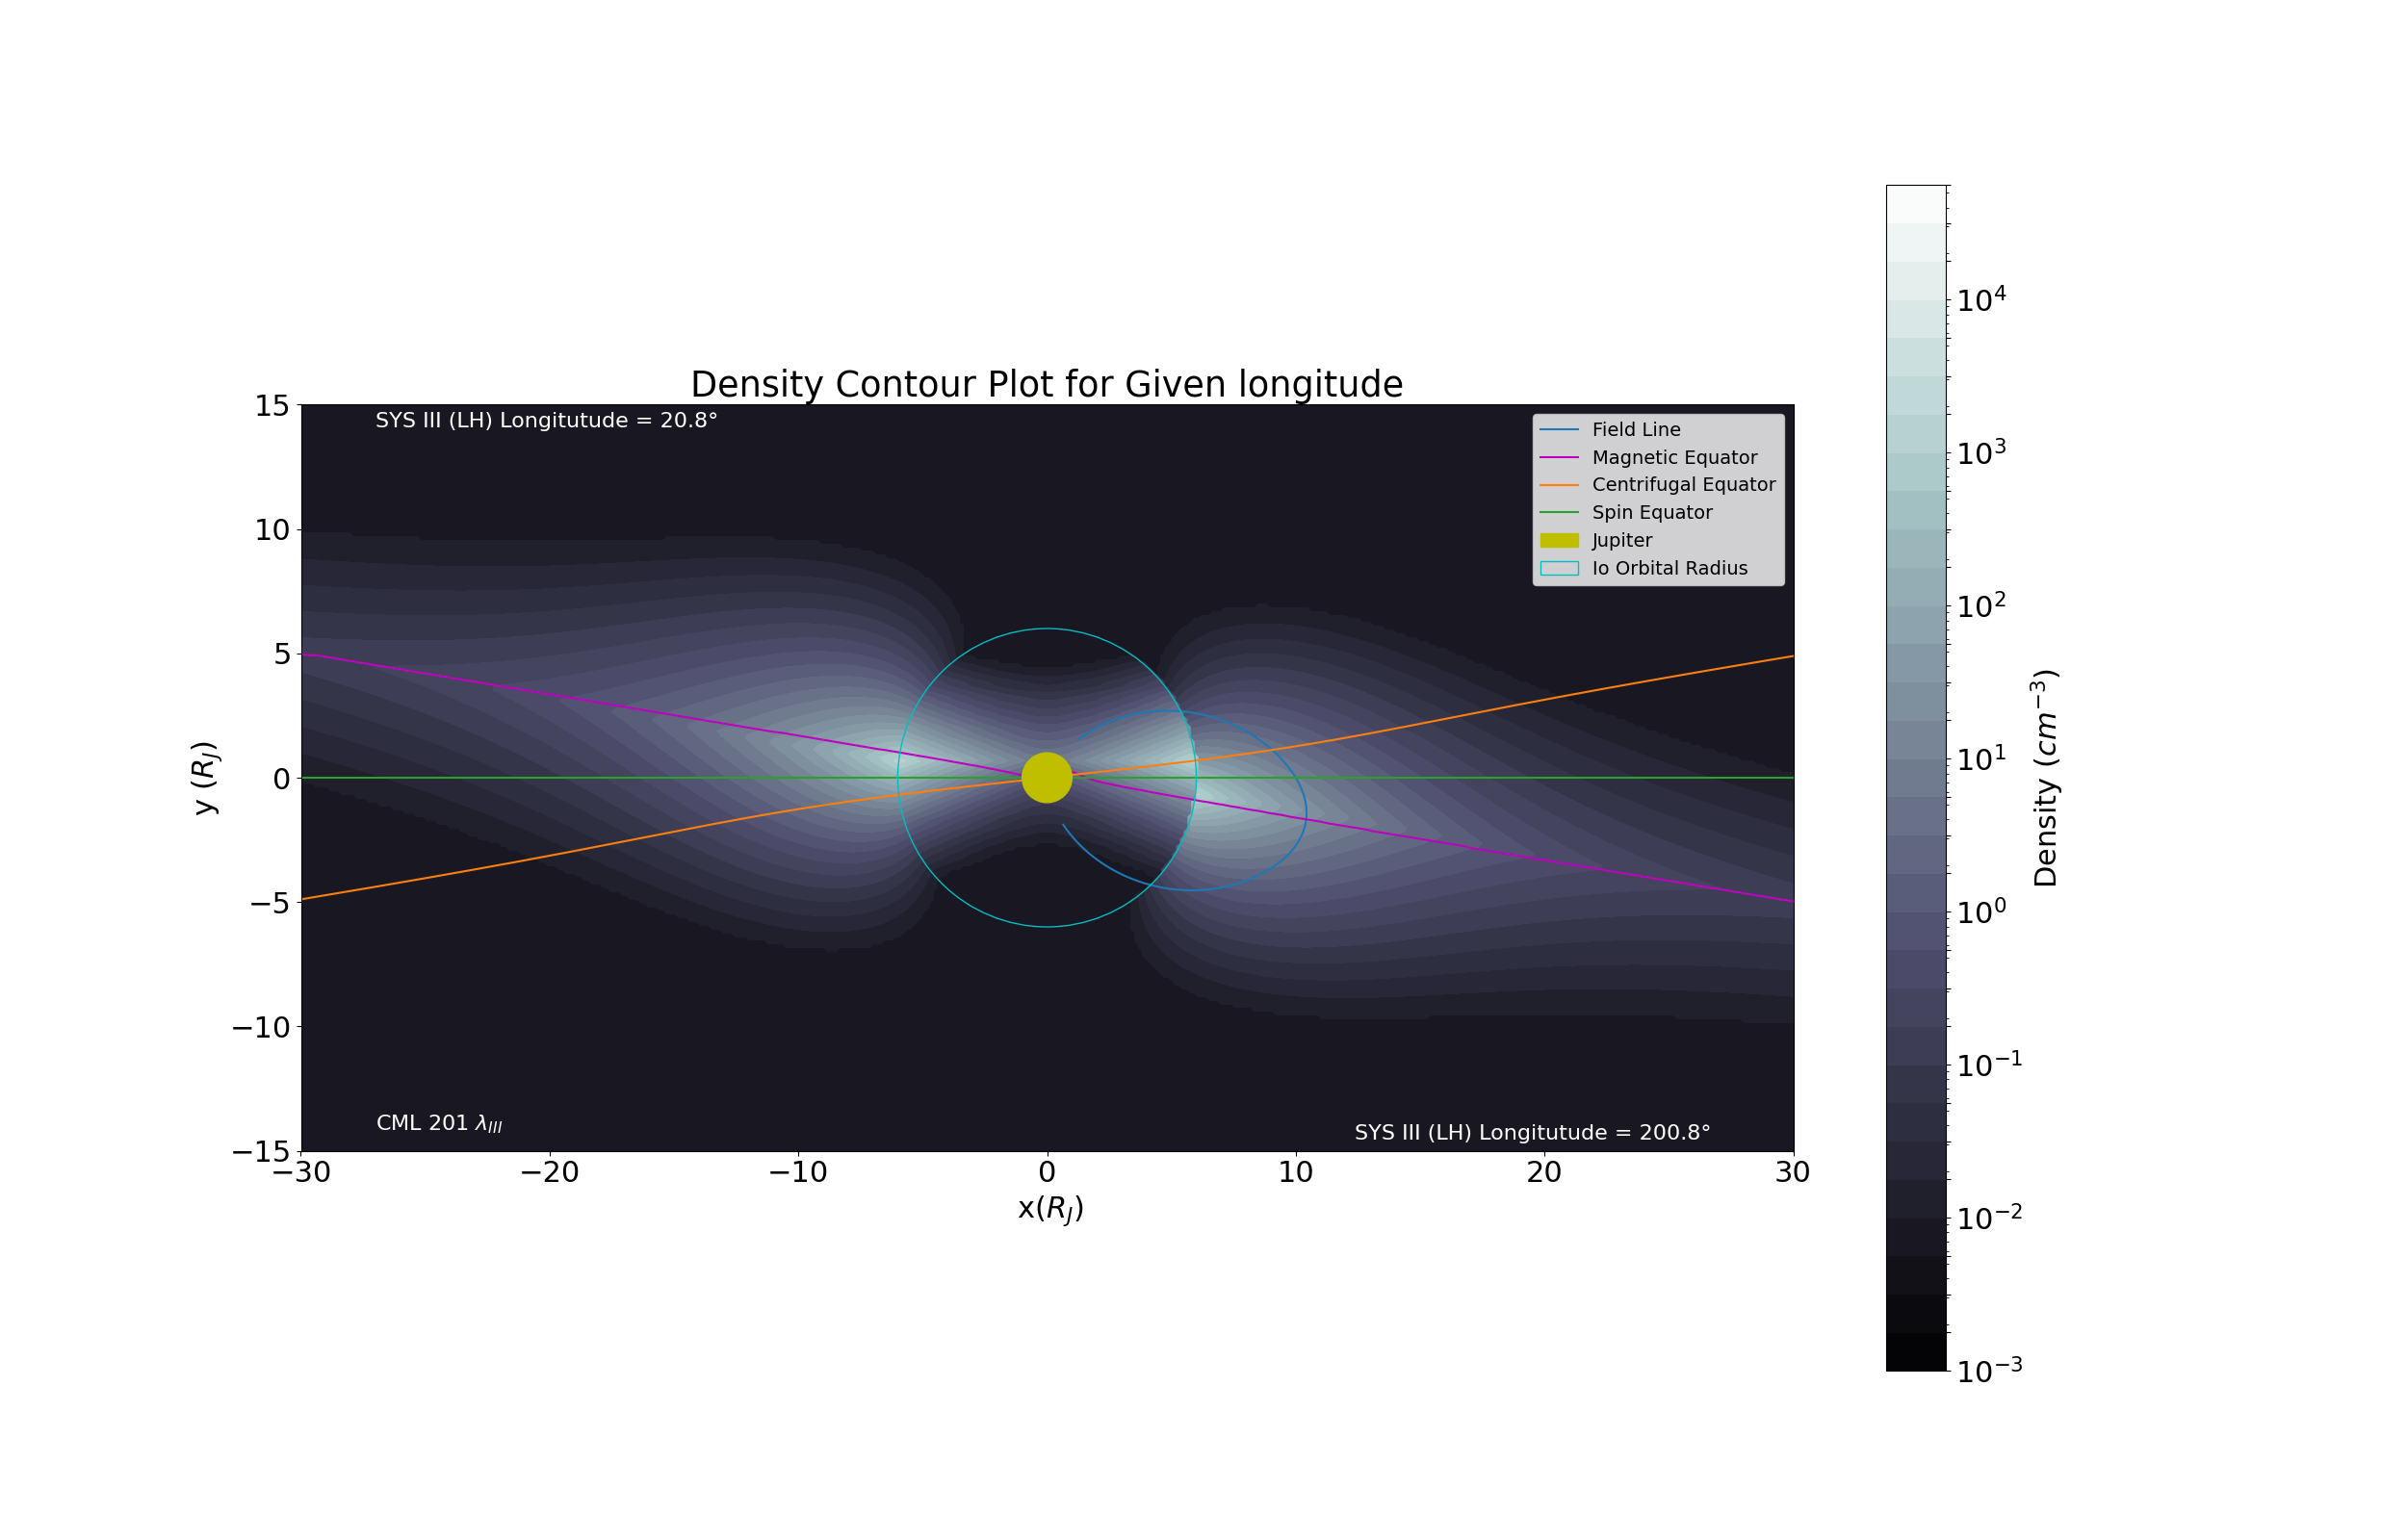 Density Contour Plot for Given longitude
SYS III (LH) Longitutude = 20.8°
Field Line
Magnetic Equator
Centrifugal Equator
Spin Equator
Jupiter
Io Orbital Radius
CML 201 λ_III
SYS III (LH) Longitutude = 200.8°
15
10
5
0
−5
−10
−15
y (R_J)
−30
−20
−10
0
10
20
30
x(R_J)
10^4
10^3
10^2
10^1
10^0
10^−1
10^−2
10^−3
Density (cm^−3)